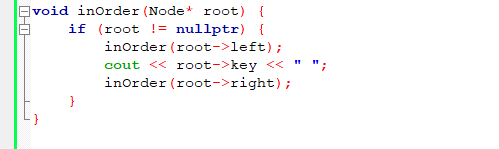 void inOrder(Node* root) {
    if (root != nullptr) {
        inOrder(root->left);
        cout << root->key << " ";
        inOrder(root->right);
    }
}